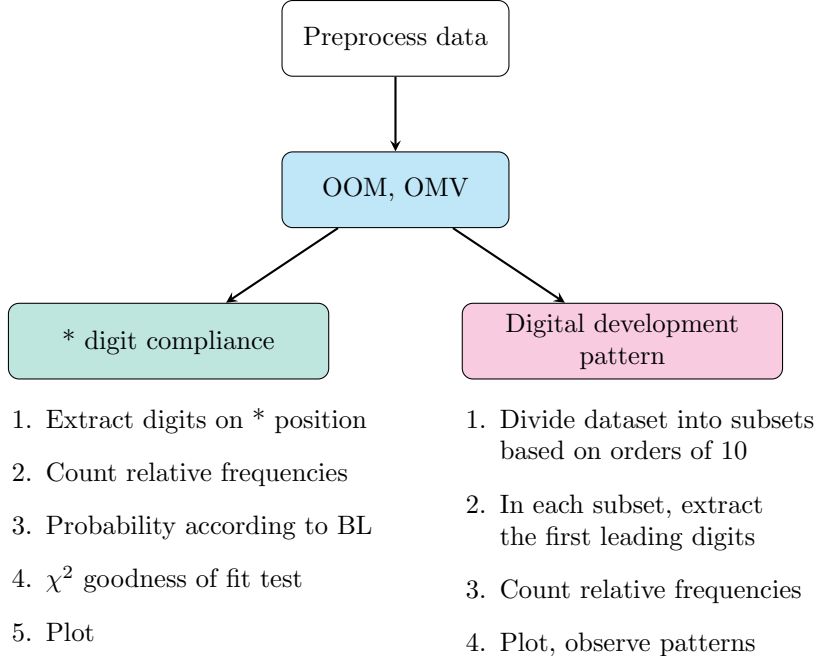 Preprocess data
OOM, OMV
* digit compliance
1. Extract digits on * position
2. Count relative frequencies
3. Probability according to BL
4. χ² goodness of fit test
5. Plot
Digital development
pattern
1. Divide dataset into subsets
based on orders of 10
2. In each subset, extract
the first leading digits
3. Count relative frequencies
4. Plot, observe patterns